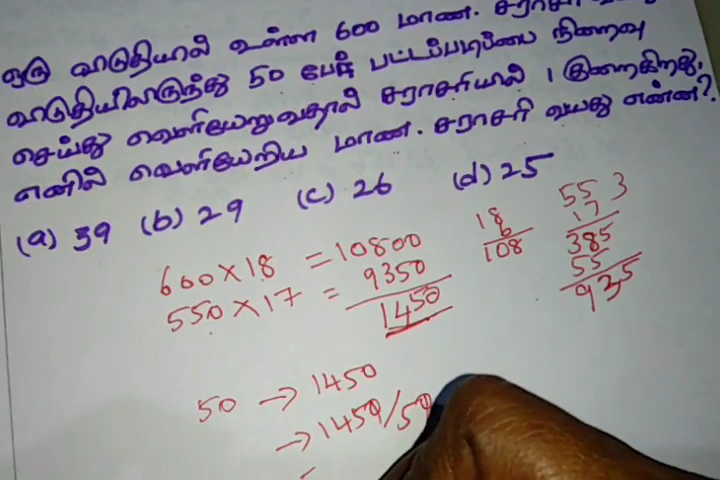 ஒரு விடுதியில் உள்ள 600 மாண. சராசரி
விடுதியிலிருந்து 50 பேர் பட்டப்படிப்பை நிறைவு
செய்து வெளியேறுவதால் சராசரியில் 1 குறைகிறது,
எனில் வெளியேறிய மாண. சராசரி வயது என்ன?.
(a) 39 (b) 29 (c) 26 (d) 25
600 × 18 = 10800
550 × 17 = 9350
1450
18
6
108
55 3
17
385
55
935
50 → 1450
→ 1450/50